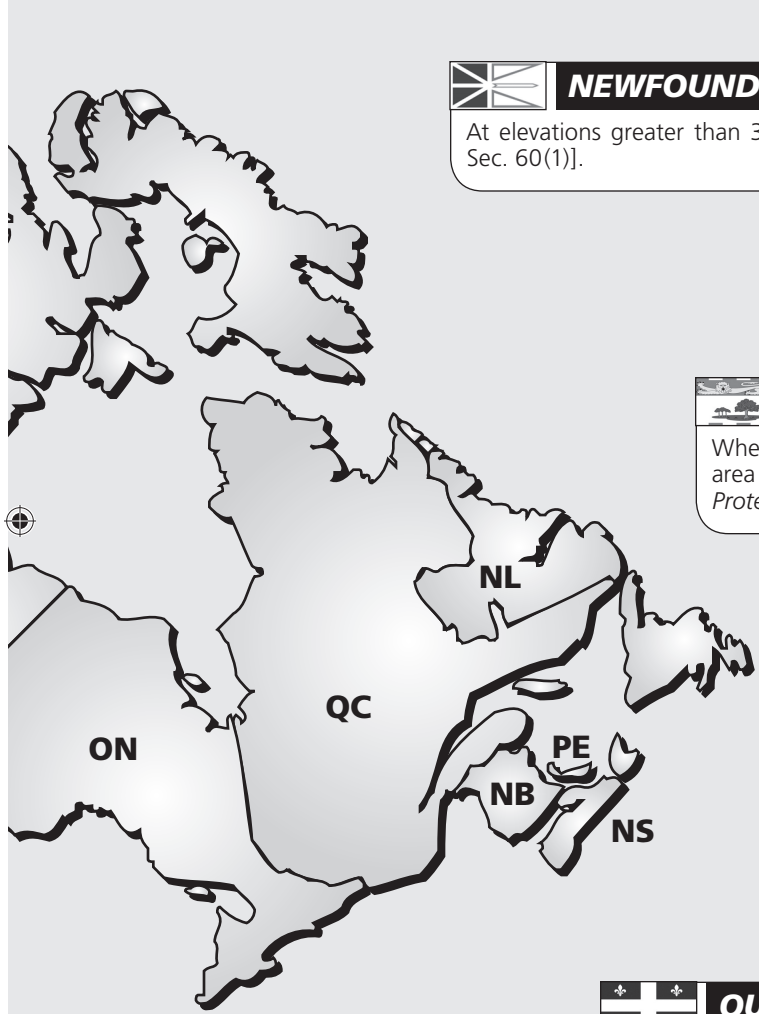 NEWFOUND
At elevations greater than 3
Sec. 60(1)].
Whe
area
Prote
NL
QC
ON
PE
NB
NS
QU